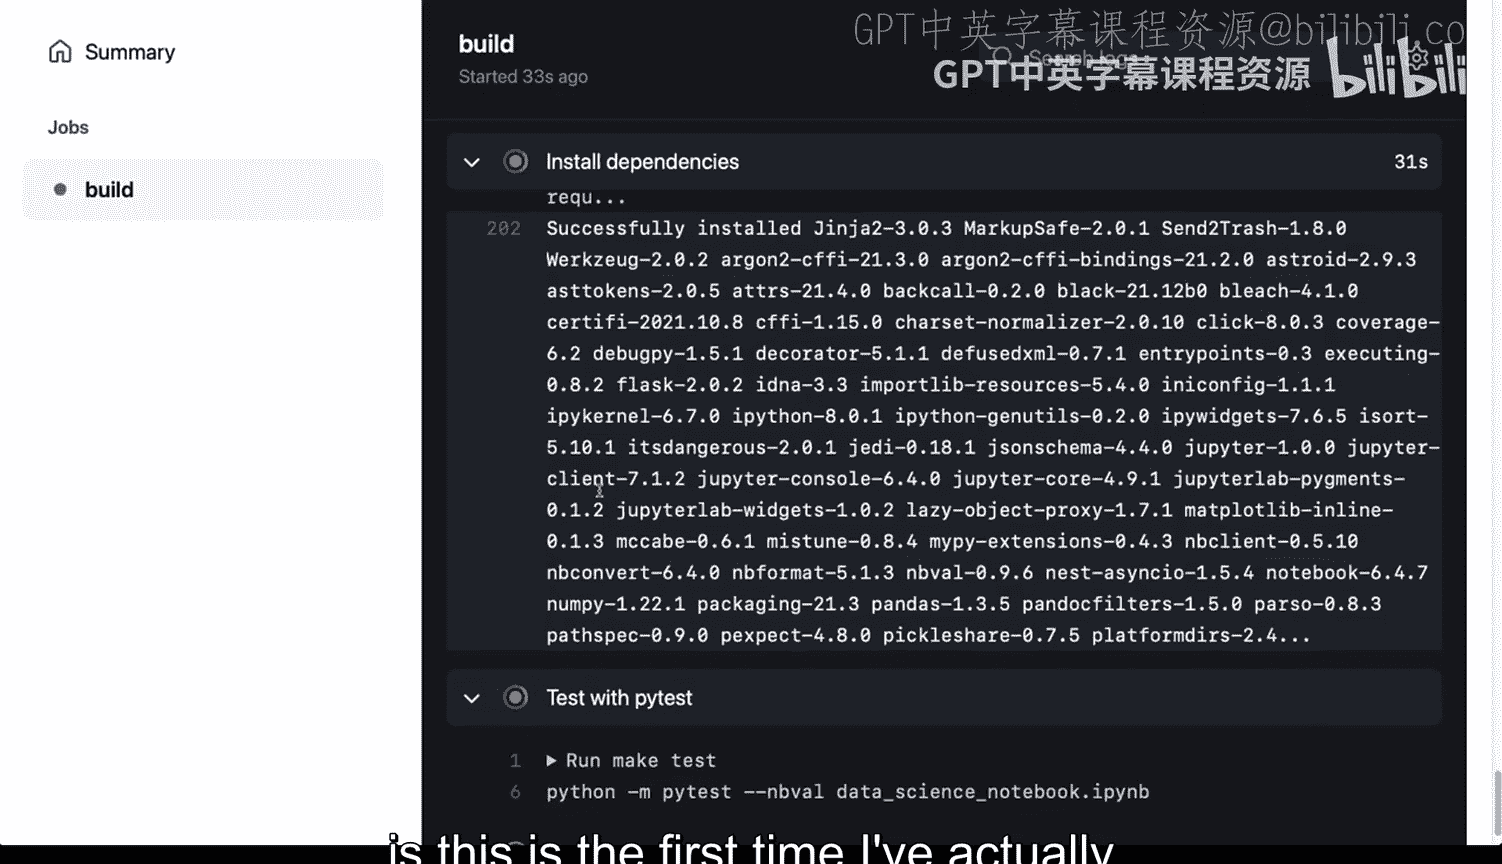 Summary
Jobs
build
build
Started 33s ago
GPT中英字幕课程资源@bilibili.co
Search logs
GPT中英字幕课程资源 bilibili
Install dependencies 31s
requ...
202 Successfully installed Jinja2-3.0.3 MarkupSafe-2.0.1 Send2Trash-1.8.0
Werkzeug-2.0.2 argon2-cffi-21.3.0 argon2-cffi-bindings-21.2.0 astroid-2.9.3
asttokens-2.0.5 attrs-21.4.0 backcall-0.2.0 black-21.12b0 bleach-4.1.0
certifi-2021.10.8 cffi-1.15.0 charset-normalizer-2.0.10 click-8.0.3 coverage-
6.2 debugpy-1.5.1 decorator-5.1.1 defusedxml-0.7.1 entrypoints-0.3 executing-
0.8.2 flask-2.0.2 idna-3.3 importlib-resources-5.4.0 iniconfig-1.1.1
ipykernel-6.7.0 ipython-8.0.1 ipython-genutils-0.2.0 ipywidgets-7.6.5 isort-
5.10.1 itsdangerous-2.0.1 jedi-0.18.1 jsonschema-4.4.0 jupyter-1.0.0 jupyter-
client-7.1.2 jupyter-console-6.4.0 jupyter-core-4.9.1 jupyterlab-pygments-
0.1.2 jupyterlab-widgets-1.0.2 lazy-object-proxy-1.7.1 matplotlib-inline-
0.1.3 mccabe-0.6.1 mistune-0.8.4 mypy-extensions-0.4.3 nbclient-0.5.10
nbconvert-6.4.0 nbformat-5.1.3 nbval-0.9.6 nest-asyncio-1.5.4 notebook-6.4.7
numpy-1.22.1 packaging-21.3 pandas-1.3.5 pandocfilters-1.5.0 parso-0.8.3
pathspec-0.9.0 pexpect-4.8.0 pickleshare-0.7.5 platformdirs-2.4...
Test with pytest
1 Run make test
6 python -m pytest --nbval data_science_notebook.ipynb
is this is the first time I've actually